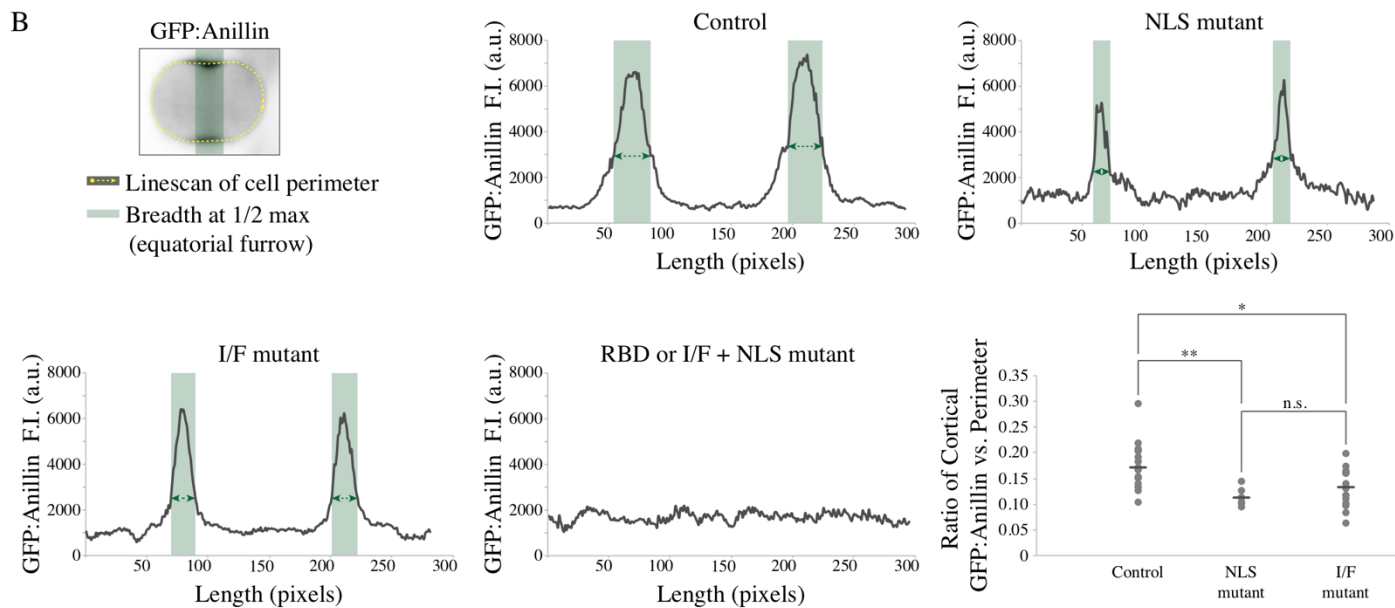 B
GFP:Anillin
Linescan of cell perimeter
Breadth at 1/2 max
(equatorial furrow)
Control
GFP:Anillin F.I. (a.u.)
8000
6000
4000
2000
0
50 100 150 200 250 300
Length (pixels)
NLS mutant
GFP:Anillin F.I. (a.u.)
8000
6000
4000
2000
0
50 100 150 200 250 300
Length (pixels)
I/F mutant
GFP:Anillin F.I. (a.u.)
8000
6000
4000
2000
0
50 100 150 200 250 300
Length (pixels)
RBD or I/F + NLS mutant
GFP:Anillin F.I. (a.u.)
8000
6000
4000
2000
0
50 100 150 200 250 300
Length (pixels)
Ratio of Cortical
GFP:Anillin vs. Perimeter
0.35
0.30
0.25
0.20
0.15
0.10
0.05
0
*
**
n.s.
Control
NLS
mutant
I/F
mutant